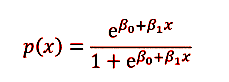 p(x) = e^{β₀+β₁x} / (1 + e^{β₀+β₁x})